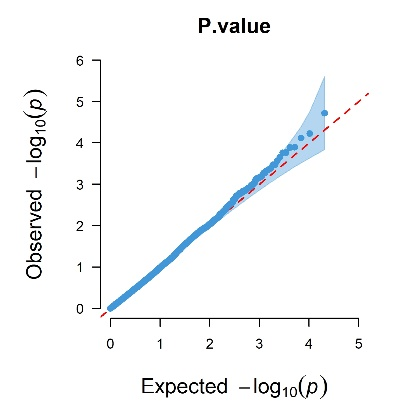 P.value
Observed −log₁₀(p)
6
5
4
3
2
1
0
0 1 2 3 4 5
Expected −log₁₀(p)